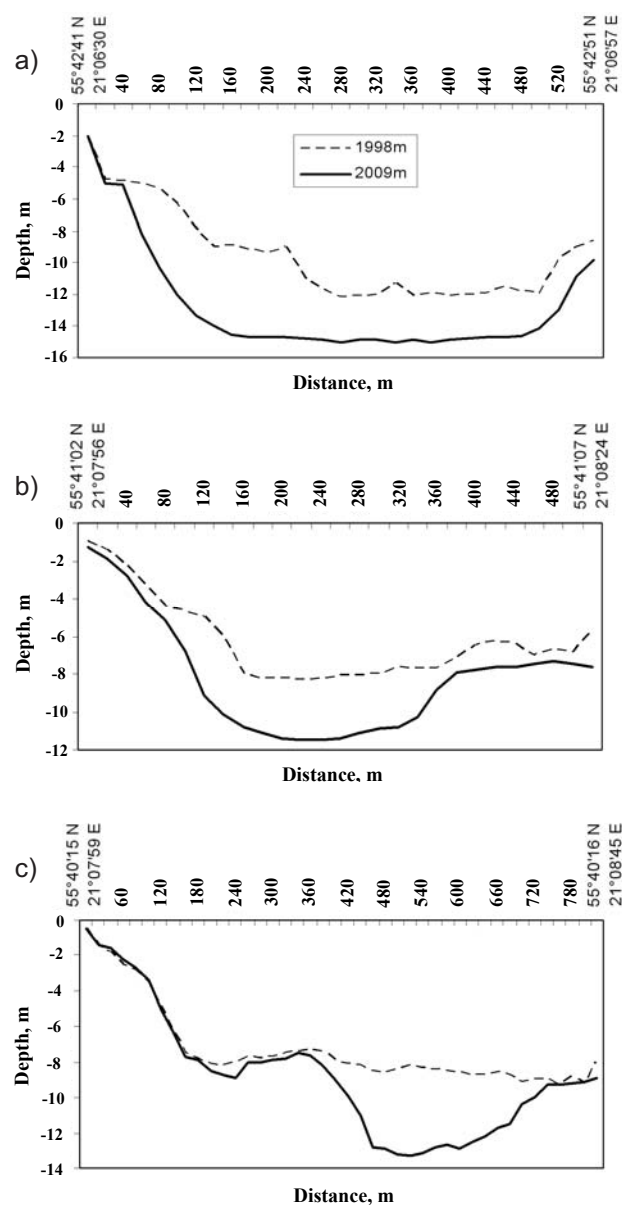 a)
55°42'41 N
21°06'30 E
40
80
120
160
200
240
280
320
360
400
440
480
520
55°42'51 N
21°06'57 E
0
-2
-4
-6
-8
-10
-12
-14
-16
Depth, m
1998m
2009m
Distance, m
b)
55°41'02 N
21°07'56 E
40
80
120
160
200
240
280
320
360
400
440
480
55°41'07 N
21°08'24 E
0
-2
-4
-6
-8
-10
-12
Depth, m
Distance, m
c)
55°40'15 N
21°07'59 E
60
120
180
240
300
360
420
480
540
600
660
720
780
55°40'16 N
21°08'45 E
0
-2
-4
-6
-8
-10
-12
-14
Depth, m
Distance, m